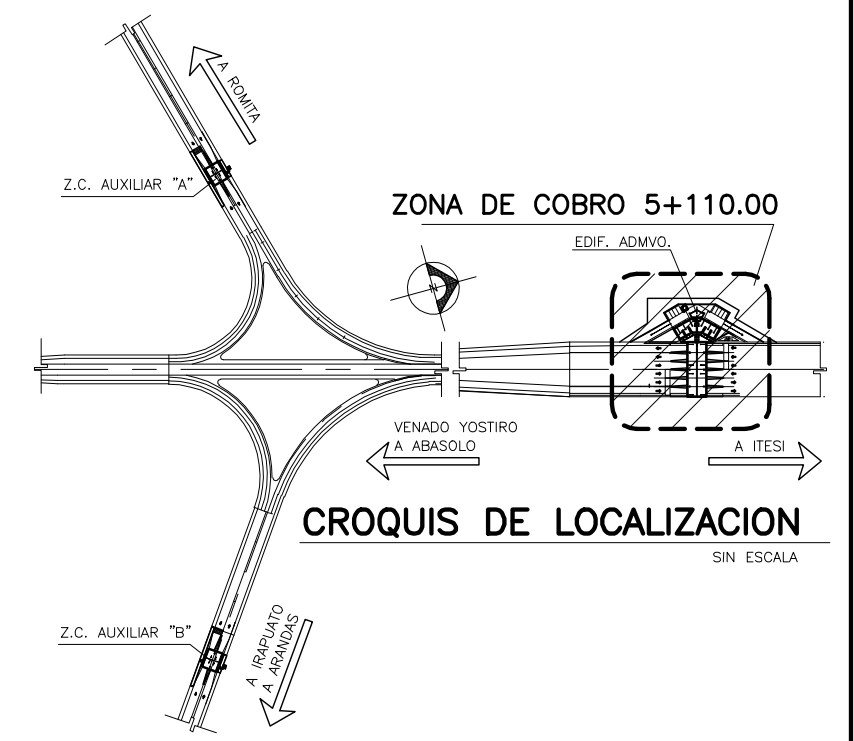 A ROMITA
Z.C. AUXILIAR "A"
ZONA DE COBRO 5+110.00
EDIF. ADMVO.
N
VENADO YOSTIRO
A ABASOLO
A ITESI
CROQUIS DE LOCALIZACION
SIN ESCALA
Z.C. AUXILIAR "B"
A IRAPUATO
A ARANDAS